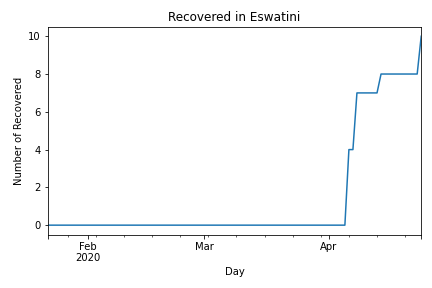 Recovered in Eswatini
Number of Recovered
10
8
6
4
2
0
Feb
2020
Mar
Apr
Day